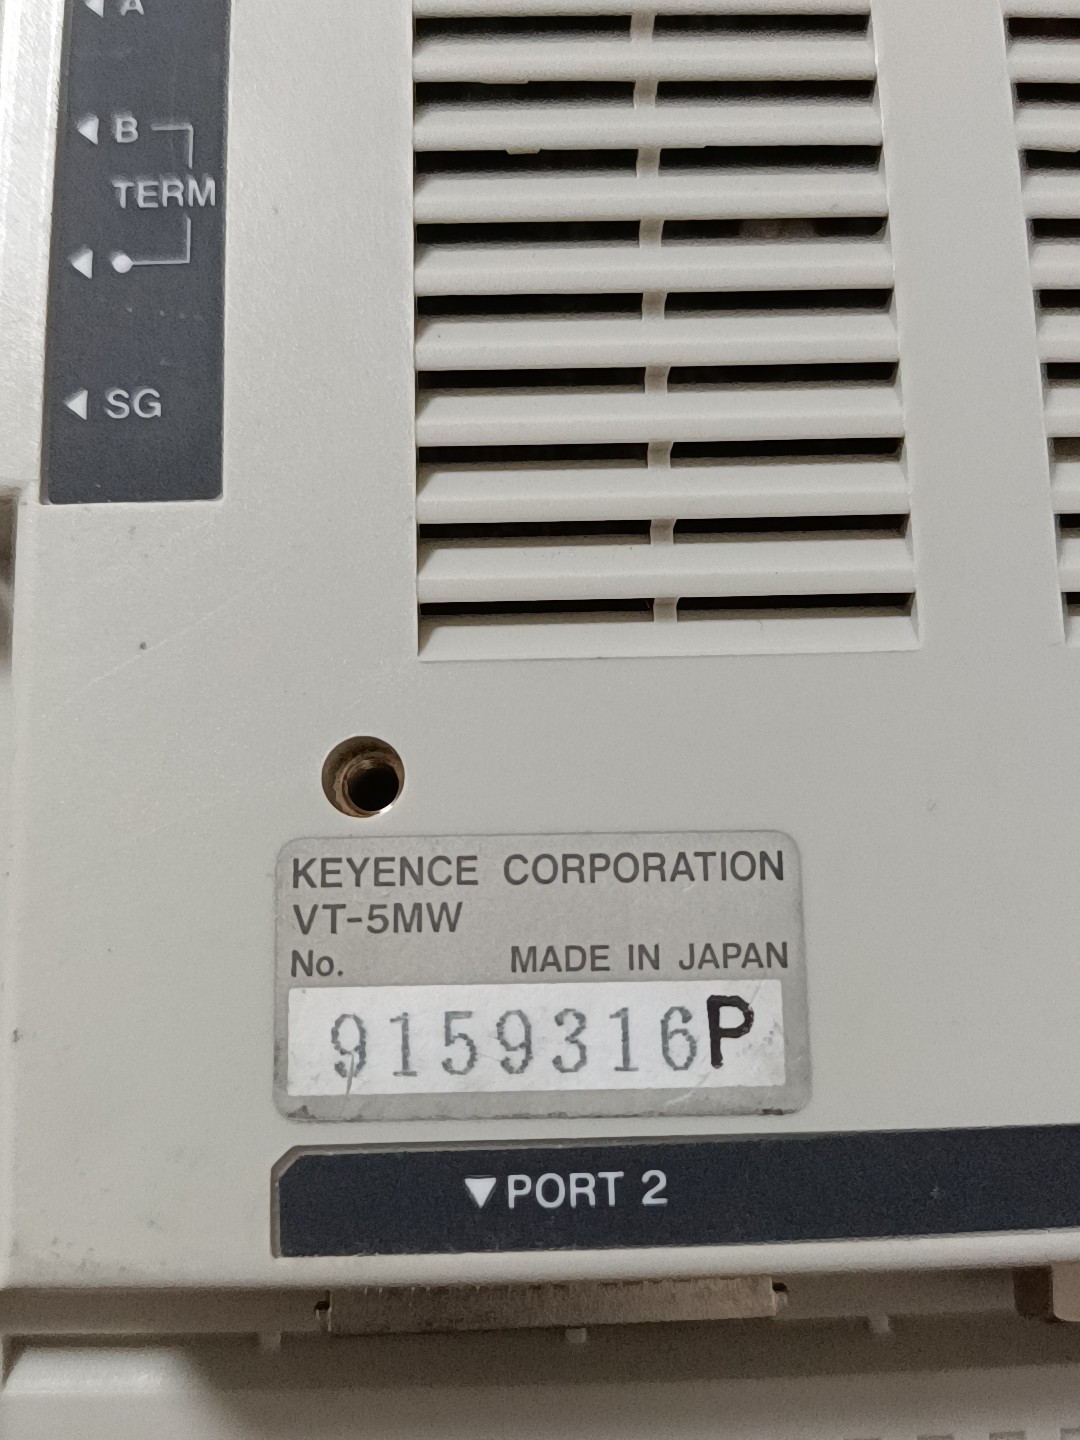 A
B
TERM
SG
KEYENCE CORPORATION
VT-5MW
No. MADE IN JAPAN
9159316P
▼PORT 2